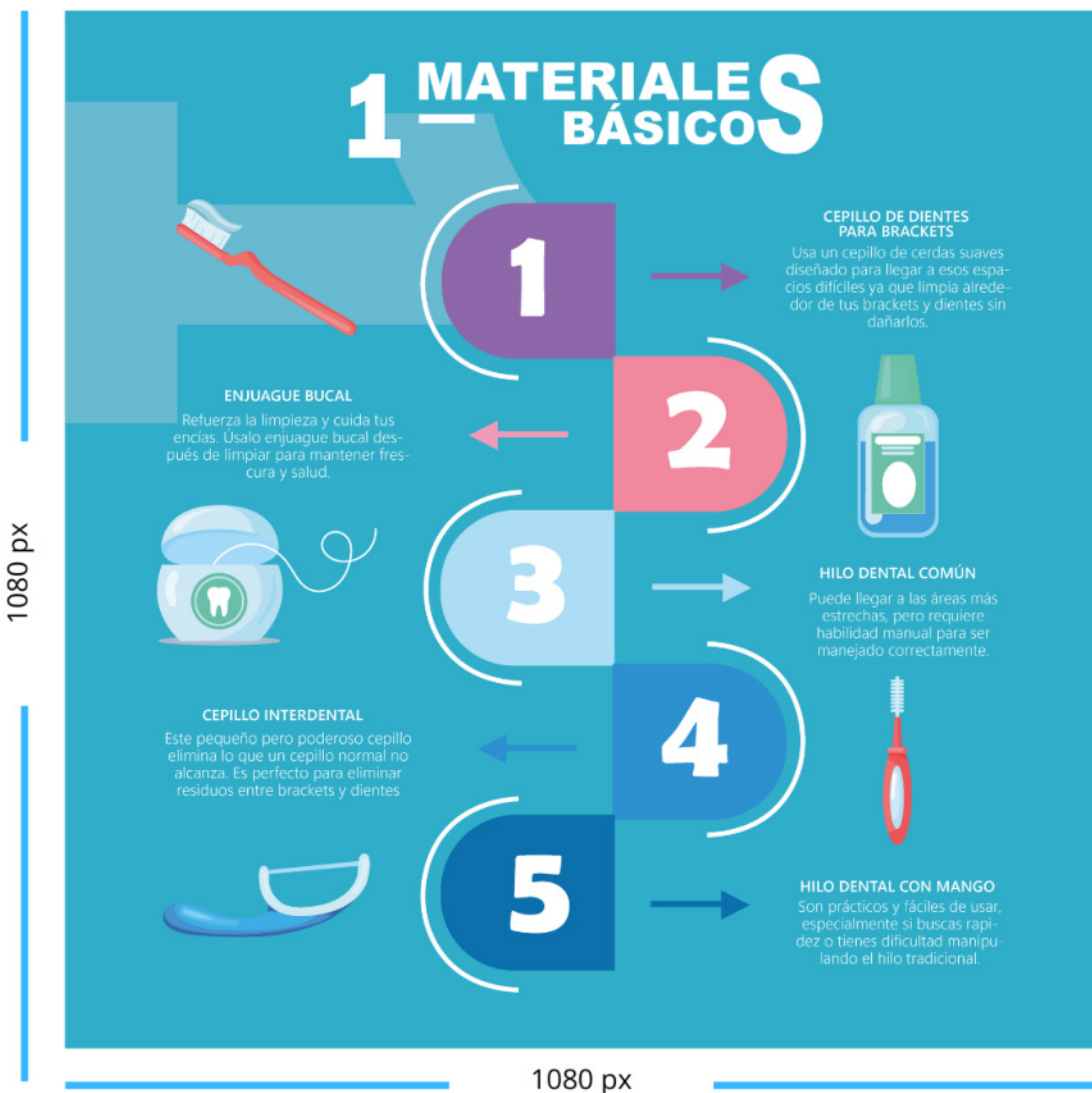 1 MATERIALES
BÁSICOS
1
CEPILLO DE DIENTES
PARA BRACKETS
Usa un cepillo de cerdas suaves
diseñado para llegar a esos espa-
cios difíciles ya que limpia alrede-
dor de tus brackets y dientes sin
dañarlos.
2
ENJUAGUE BUCAL
Refuerza la limpieza y cuida tus
encías. Úsalo enjuague bucal des-
pués de limpiar para mantener fres-
cura y salud.
3
HILO DENTAL COMÚN
Puede llegar a las áreas más
estrechas, pero requiere
habilidad manual para ser
manejado correctamente.
4
CEPILLO INTERDENTAL
Este pequeño pero poderoso cepillo
elimina lo que un cepillo normal no
alcanza. Es perfecto para eliminar
residuos entre brackets y dientes
5
HILO DENTAL CON MANGO
Son prácticos y fáciles de usar,
especialmente si buscas rapi-
dez o tienes dificultad manipu-
lando el hilo tradicional.
1080 px
1080 px